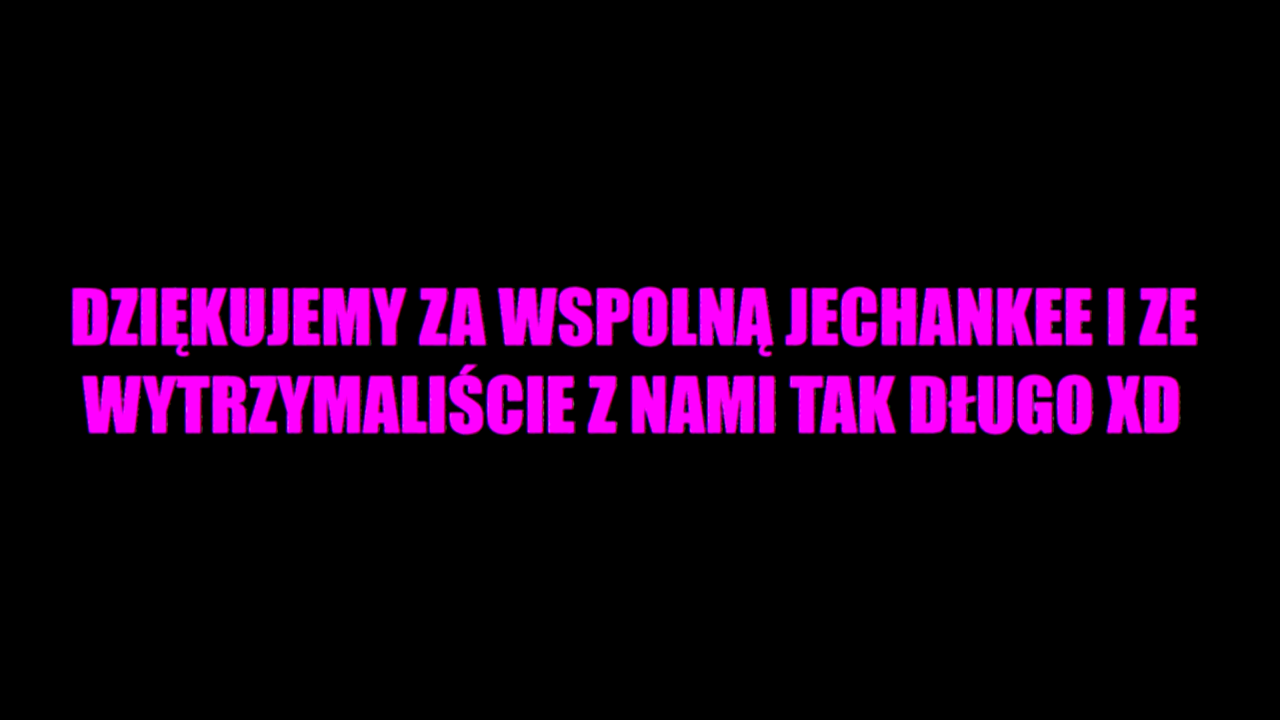 DZIĘKUJEMY ZA WSPOLNĄ JECHANKEE I ZE
WYTRZYMALIŚCIE Z NAMI TAK DŁUGO XD